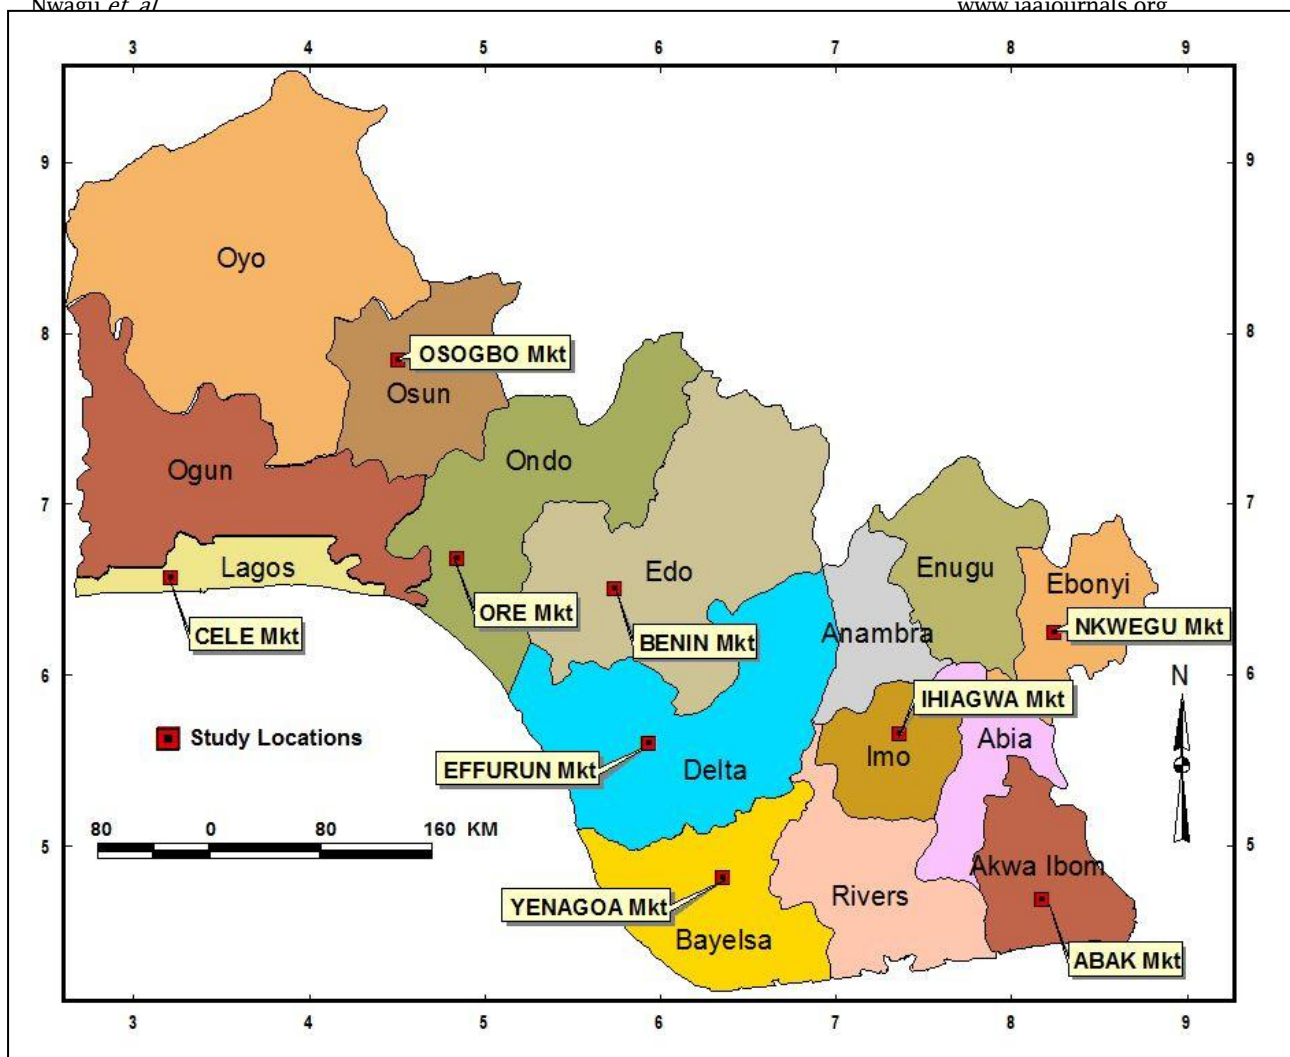 Nwagu et. al
www.iaajournals.org
3 4 5 6 7 8 9
9 9
Oyo
8 8
OSOGBO Mkt
Osun
Ondo
Ogun
7 7
Lagos
Edo
Enugu
Ebonyi
ORE Mkt
CELE Mkt
BENIN Mkt
Anambra
NKWEGU Mkt
6 6
N
IHIAGWA Mkt
Study Locations
Abia
Imo
EFFURUN Mkt
Delta
80 0 80 160 KM
5 5
Akwa Ibom
Rivers
YENAGOA Mkt
Bayelsa
ABAK Mkt
3 4 5 6 7 8 9